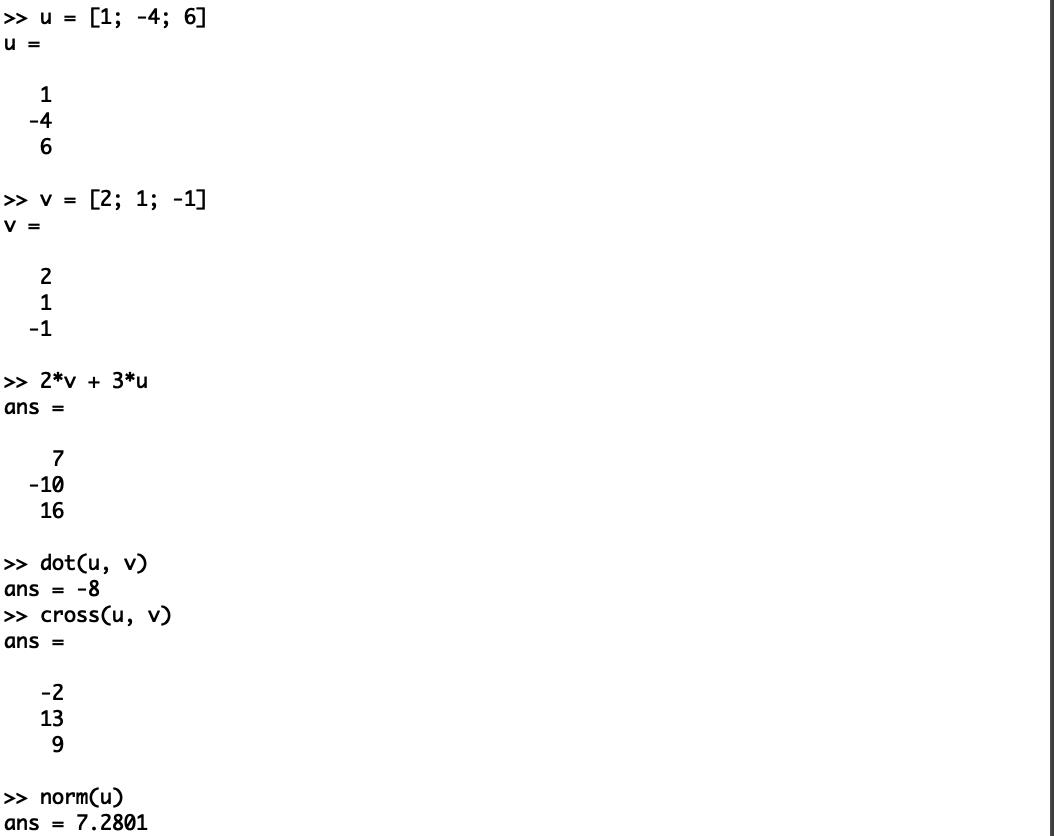 >> u = [1; -4; 6]
u =
1
-4
6
>> v = [2; 1; -1]
v =
2
1
-1
>> 2*v + 3*u
ans =
7
-10
16
>> dot(u, v)
ans = -8
>> cross(u, v)
ans =
-2
13
9
>> norm(u)
ans = 7.2801